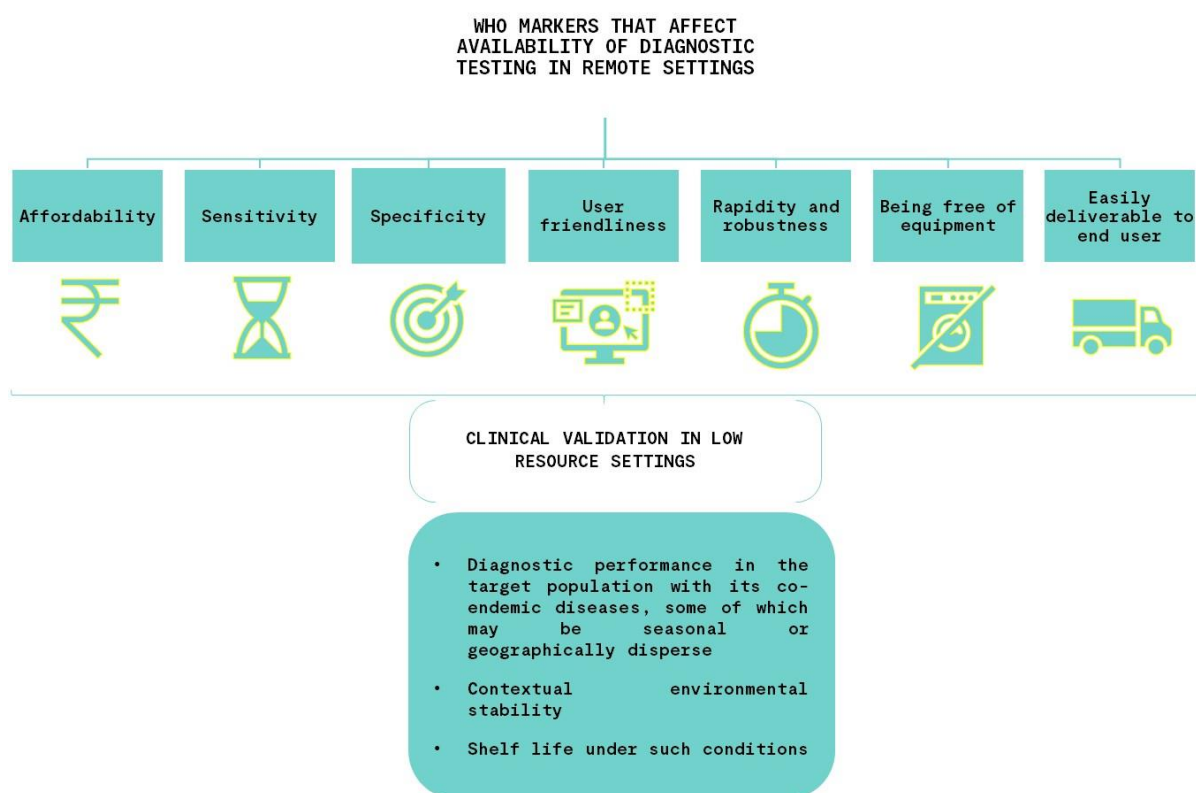 WHO MARKERS THAT AFFECT
AVAILABILITY OF DIAGNOSTIC
TESTING IN REMOTE SETTINGS
Affordability
Sensitivity
Specificity
User
friendliness
Rapidity and
robustness
Being free of
equipment
Easily
deliverable to
end user
CLINICAL VALIDATION IN LOW
RESOURCE SETTINGS
• Diagnostic performance in the
target population with its co-
endemic diseases, some of which
may be seasonal or
geographically disperse
• Contextual environmental
stability
• Shelf life under such conditions